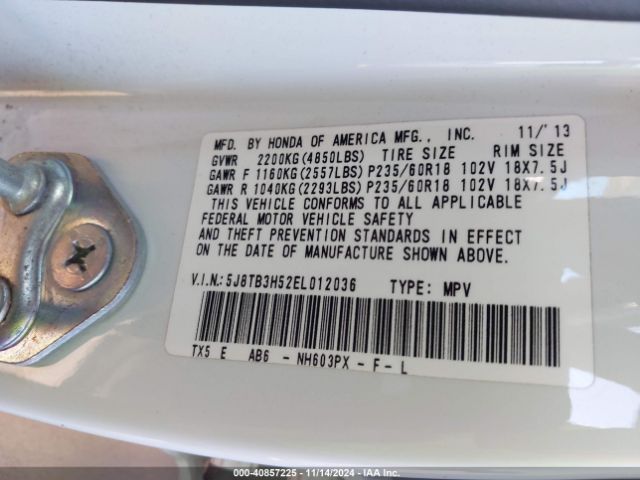 MFD. BY HONDA OF AMERICA MFG., INC. 11/'13
GVWR 2200KG(4850LBS) TIRE SIZE RIM SIZE
GAWR F 1160KG(2557LBS) P235/60R18 102V 18X7.5J
GAWR R 1040KG(2293LBS) P235/60R18 102V 18X7.5J
THIS VEHICLE CONFORMS TO ALL APPLICABLE
FEDERAL MOTOR VEHICLE SAFETY
AND THEFT PREVENTION STANDARDS IN EFFECT
ON THE DATE OF MANUFACTURE SHOWN ABOVE.
V.I.N.:5J8TB3H52EL012036 TYPE: MPV
TX5 E AB6 - NH603PX - F - L
530-40857225 - 11/14/2024 - IAA Inc.